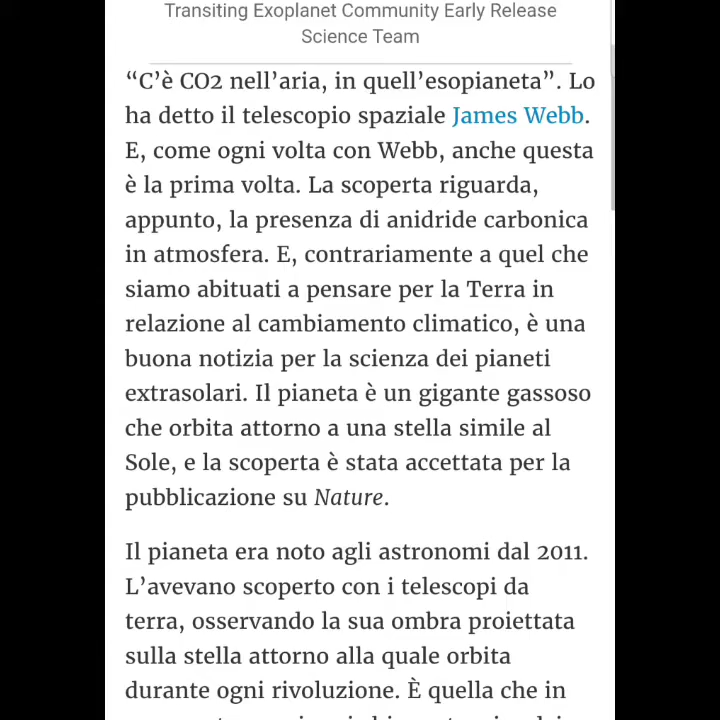 Transiting Exoplanet Community Early Release
Science Team
“C’è CO2 nell’aria, in quell’esopianeta”. Lo
ha detto il telescopio spaziale James Webb.
E, come ogni volta con Webb, anche questa
è la prima volta. La scoperta riguarda,
appunto, la presenza di anidride carbonica
in atmosfera. E, contrariamente a quel che
siamo abituati a pensare per la Terra in
relazione al cambiamento climatico, è una
buona notizia per la scienza dei pianeti
extrasolari. Il pianeta è un gigante gassoso
che orbita attorno a una stella simile al
Sole, e la scoperta è stata accettata per la
pubblicazione su Nature.
Il pianeta era noto agli astronomi dal 2011.
L’avevano scoperto con i telescopi da
terra, osservando la sua ombra proiettata
sulla stella attorno alla quale orbita
durante ogni rivoluzione. È quella che in